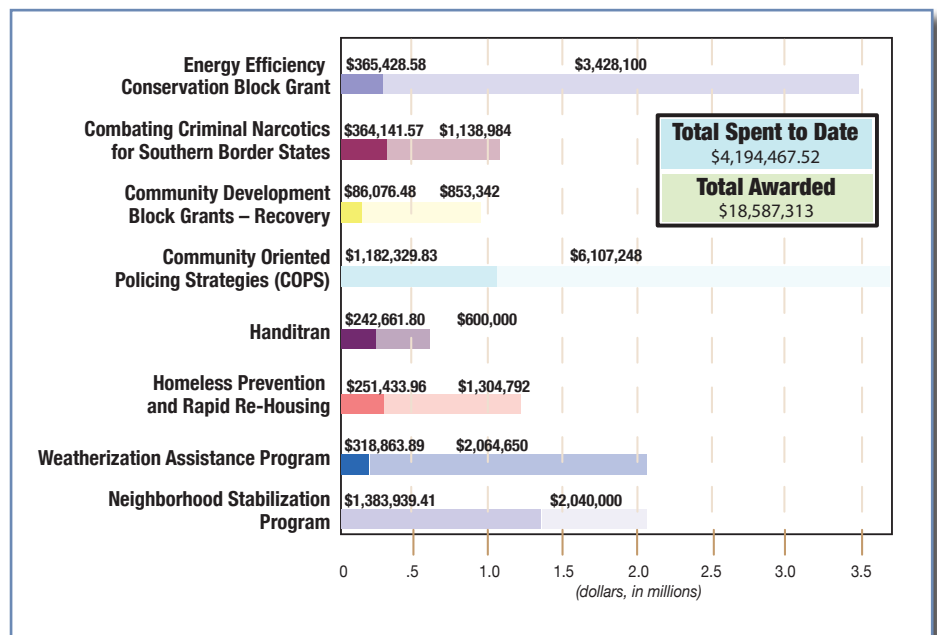 Energy Efficiency
Conservation Block Grant
$365,428.58 $3,428,100
Combating Criminal Narcotics
for Southern Border States
$364,141.57 $1,138,984
Total Spent to Date
$4,194,467.52
Total Awarded
$18,587,313
Community Development
Block Grants – Recovery
$86,076.48 $853,342
Community Oriented
Policing Strategies (COPS)
$1,182,329.83 $6,107,248
Handitran
$242,661.80 $600,000
Homeless Prevention
and Rapid Re-Housing
$251,433.96 $1,304,792
Weatherization Assistance Program
$318,863.89 $2,064,650
Neighborhood Stabilization
Program
$1,383,939.41 $2,040,000
0 .5 1.0 1.5 2.0 2.5 3.0 3.5
(dollars, in millions)